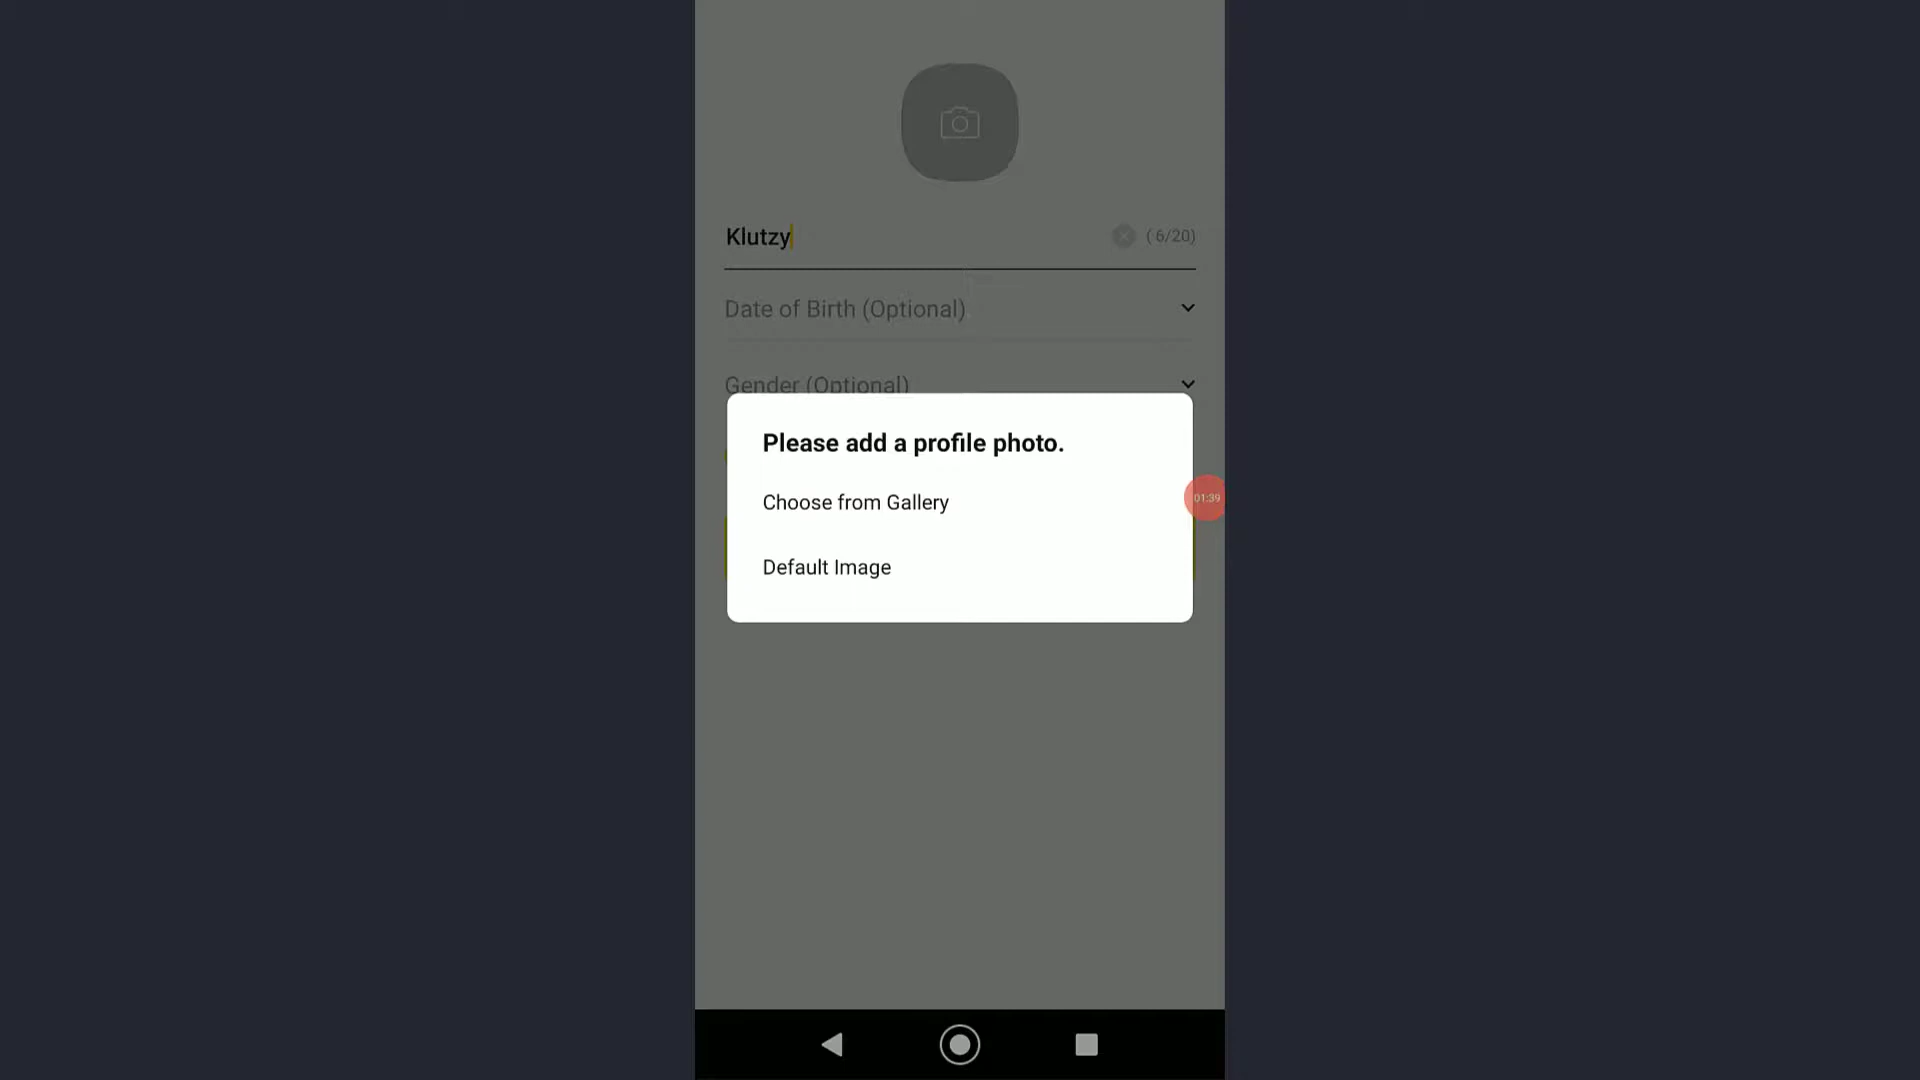 Klutzy
( 6/20)
Date of Birth (Optional)
Gender (Optional)
Please add a profile photo.
Choose from Gallery
01:39
Default Image